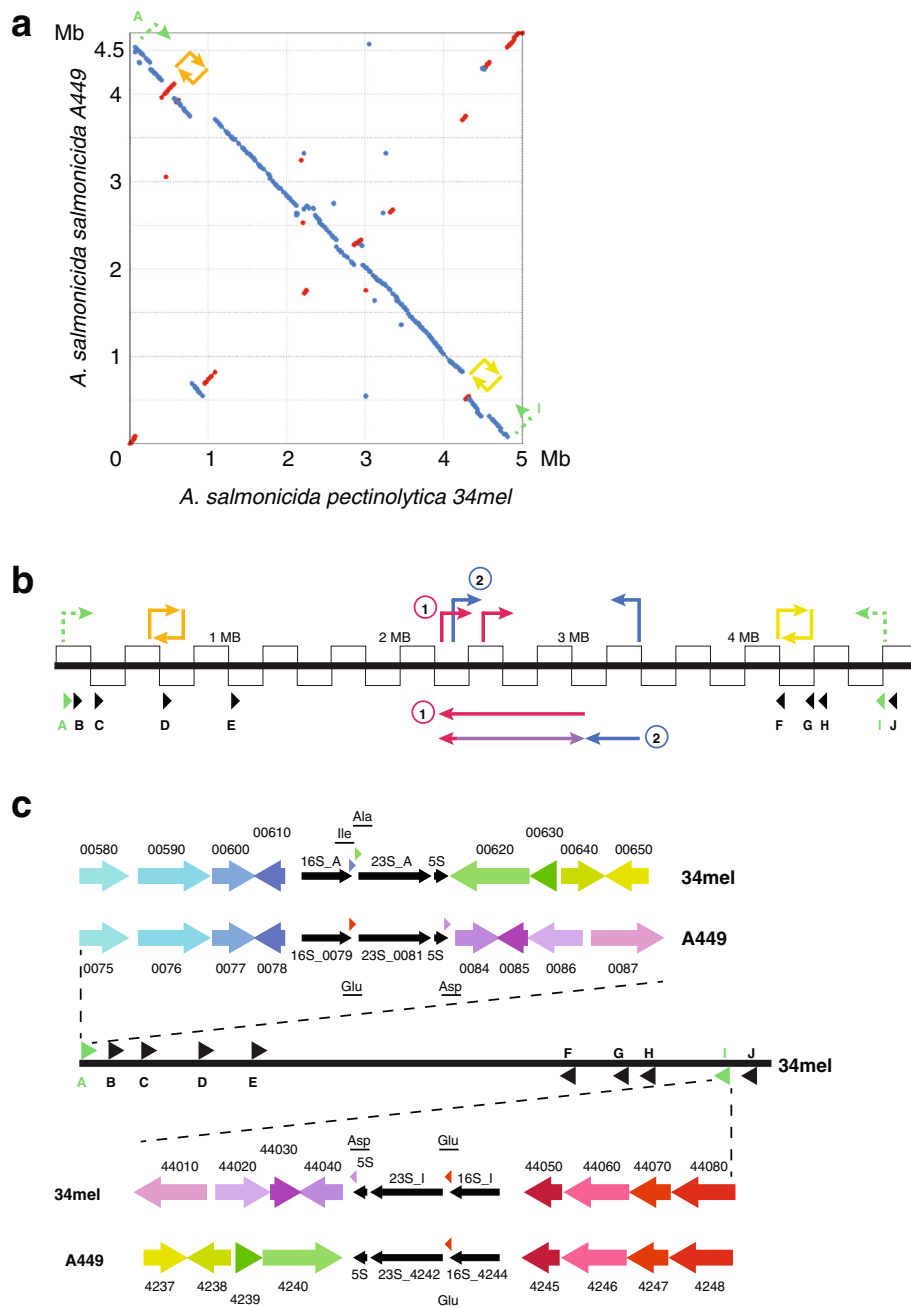 a
Mb
A
4.5
4
3
2
1
0
1
2
3
4
5
Mb
I
A. salmonicida salmonicida A449
A. salmonicida pectinolytica 34mel
b
1
2
1 MB
2 MB
3 MB
4 MB
A
B
C
D
E
F
G
H
I
J
1
2
c
Ala
Ile
00580
00590
00600
00610
16S_A
23S_A
5S
00620
00630
00640
00650
34mel
A449
0075
0076
0077
0078
16S_0079
23S_0081
5S
0084
0085
0086
0087
Glu
Asp
A
B
C
D
E
F
G
H
I
J
34mel
Asp
Glu
44010
44020
44030
44040
5S
23S_I
16S_I
44050
44060
44070
44080
34mel
A449
4237
4238
4239
4240
5S
23S_4242
16S_4244
4245
4246
4247
4248
Glu